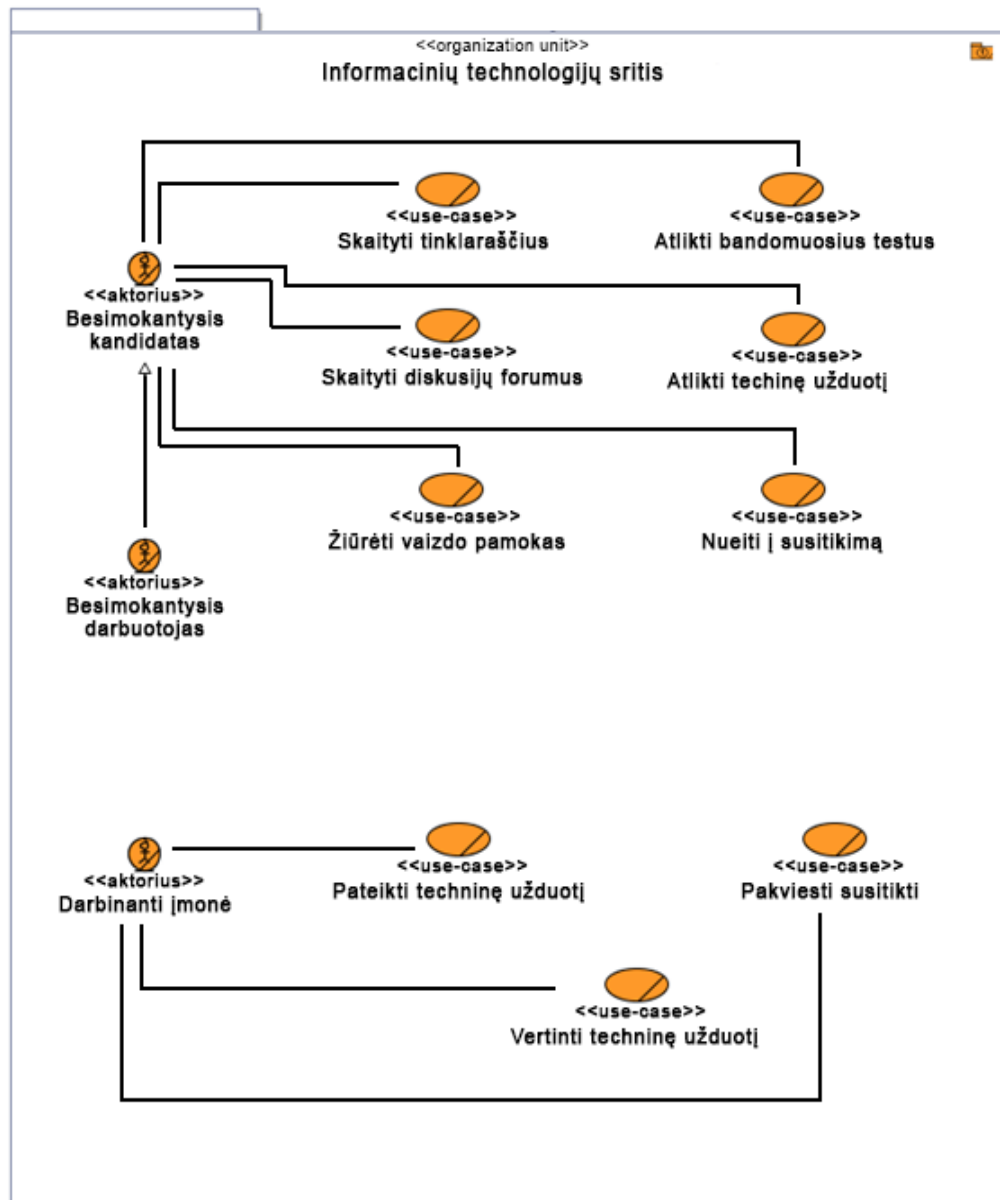 <<organization unit>>
Informacinių technologijų sritis
<<use-case>>
Skaityti tinklaraščius
<<use-case>>
Atlikti bandomuosius testus
<<aktorius>>
Besimokantysis
kandidatas
<<use-case>>
Skaityti diskusijų forumus
<<use-case>>
Atlikti techinę užduotį
<<use-case>>
Žiūrėti vaizdo pamokas
<<use-case>>
Nueiti į susitikimą
<<aktorius>>
Besimokantysis
darbuotojas
<<aktorius>>
Darbinanti įmonė
<<use-case>>
Pateikti techninę užduotį
<<use-case>>
Pakviesti susitikti
<<use-case>>
Vertinti techninę užduotį